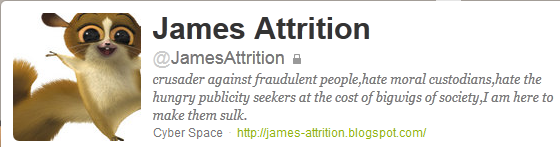 James Attrition
@JamesAttrition
crusader against fraudulent people,hate moral custodians,hate the
hungry publicity seekers at the cost of bigwigs of society,I am here to
make them sulk.
Cyber Space · http://james-attrition.blogspot.com/